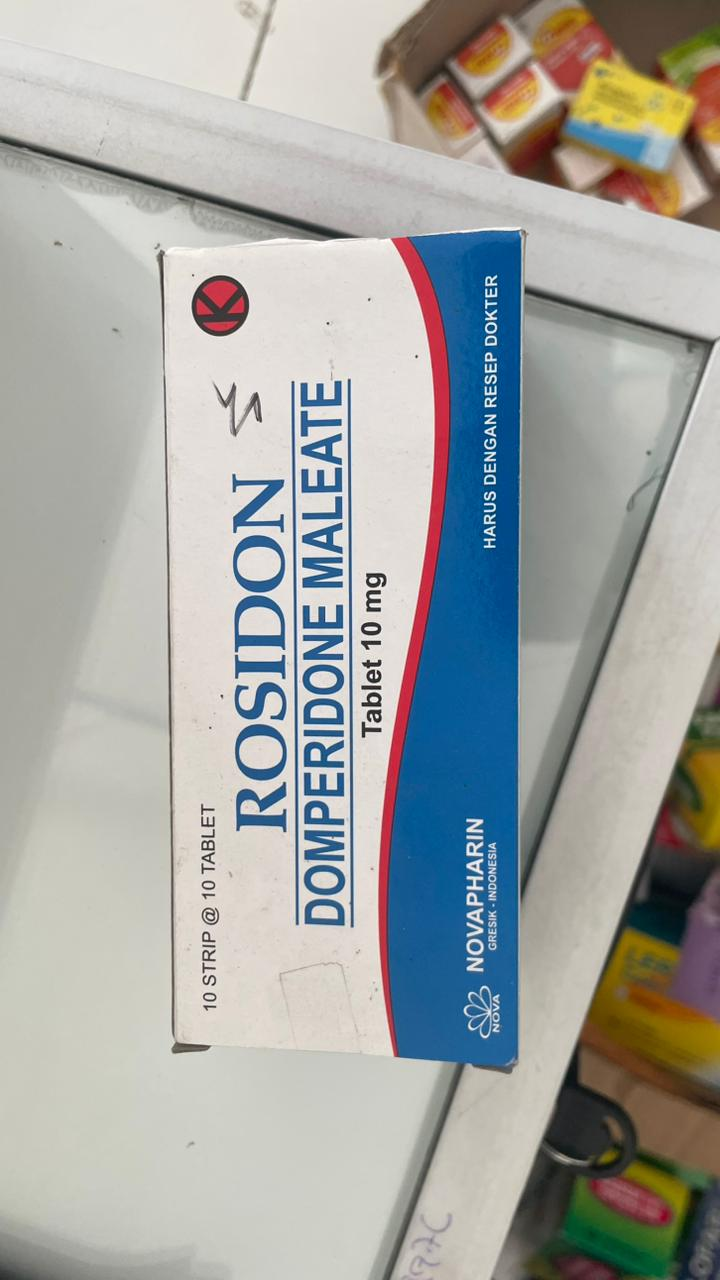 10 STRIP @ 10 TABLET
K
ROSIDON
DOMPERIDONE MALEATE
Tablet 10 mg
NOVA
NOVAPHARIN
GRESIK - INDONESIA
HARUS DENGAN RESEP DOKTER